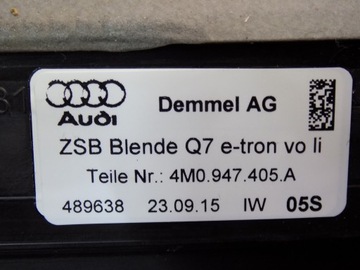 Audi
Demmel AG
ZSB Blende Q7 e-tron vo li
Teile Nr.: 4M0.947.405.A
489638 23.09.15 IW 05S